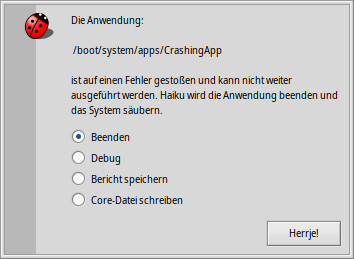 Die Anwendung:
/boot/system/apps/CrashingApp
ist auf einen Fehler gestoßen und kann nicht weiter
ausgeführt werden. Haiku wird die Anwendung beenden und
das System säubern.
Beenden
Debug
Bericht speichern
Core-Datei schreiben
Herrje!